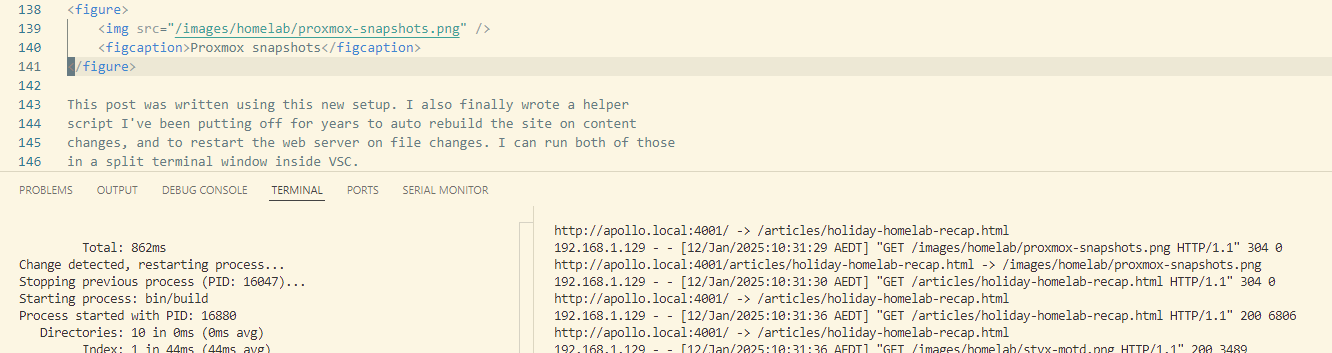 138 <figure>
139 <img src="/images/homelab/proxmox-snapshots.png" />
140 <figcaption>Proxmox snapshots</figcaption>
141 </figure>
142
143 This post was written using this new setup. I also finally wrote a helper
144 script I've been putting off for years to auto rebuild the site on content
145 changes, and to restart the web server on file changes. I can run both of those
146 in a split terminal window inside VSC.
PROBLEMS OUTPUT DEBUG CONSOLE TERMINAL PORTS SERIAL MONITOR
Total: 862ms
Change detected, restarting process...
Stopping previous process (PID: 16047)...
Starting process: bin/build
Process started with PID: 16880
Directories: 10 in 0ms (0ms avg)
Index: 1 in 44ms (44ms avg)
http://apollo.local:4001/ -> /articles/holiday-homelab-recap.html
192.168.1.129 - - [12/Jan/2025:10:31:29 AEDT] "GET /images/homelab/proxmox-snapshots.png HTTP/1.1" 304 0
http://apollo.local:4001/articles/holiday-homelab-recap.html -> /images/homelab/proxmox-snapshots.png
192.168.1.129 - - [12/Jan/2025:10:31:30 AEDT] "GET /articles/holiday-homelab-recap.html HTTP/1.1" 304 0
http://apollo.local:4001/ -> /articles/holiday-homelab-recap.html
192.168.1.129 - - [12/Jan/2025:10:31:36 AEDT] "GET /articles/holiday-homelab-recap.html HTTP/1.1" 200 6806
http://apollo.local:4001/ -> /articles/holiday-homelab-recap.html
192.168.1.129 - - [12/Jan/2025:10:31:36 AEDT] "GET /images/homelab/styx-motd.png HTTP/1.1" 200 3489